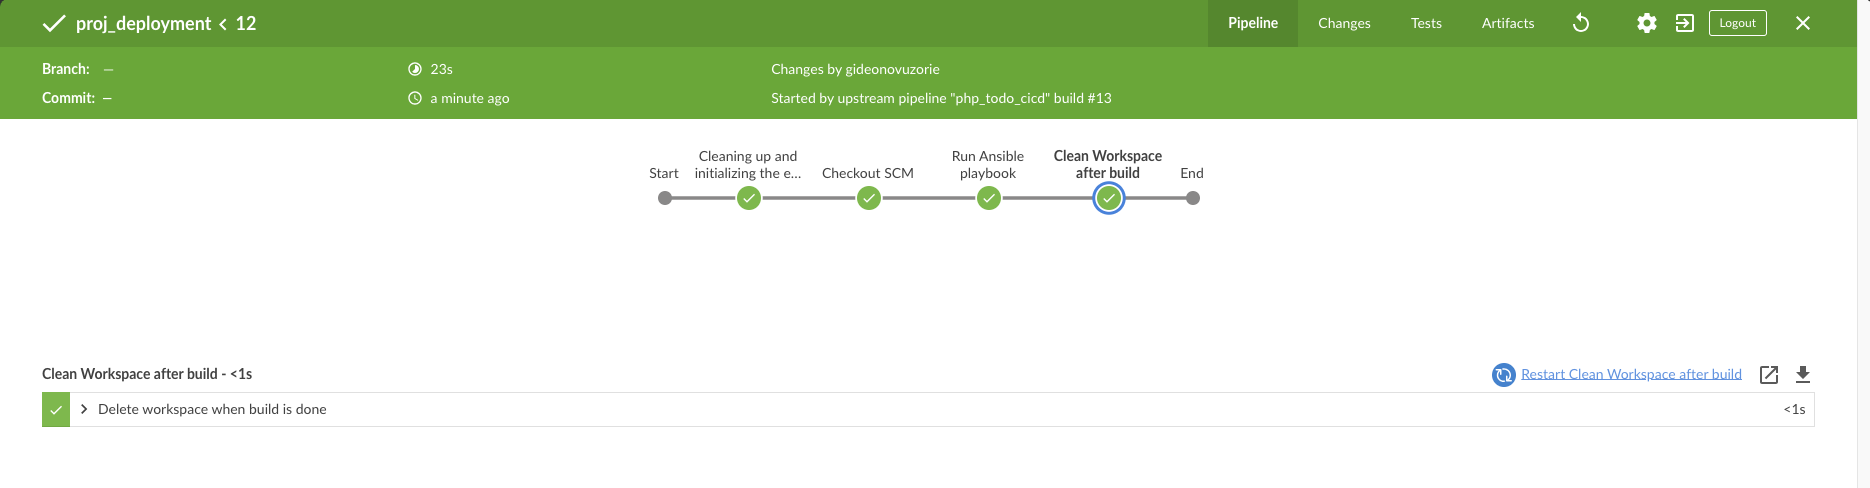 proj_deployment < 12
Pipeline
Changes
Tests
Artifacts
Logout
Branch: —
23s
Changes by gideonovuzorie
Commit: —
a minute ago
Started by upstream pipeline "php_todo_cicd" build #13
Start
Cleaning up and
initializing the e...
Checkout SCM
Run Ansible
playbook
Clean Workspace
after build
End
Clean Workspace after build - <1s
Restart Clean Workspace after build
Delete workspace when build is done
<1s